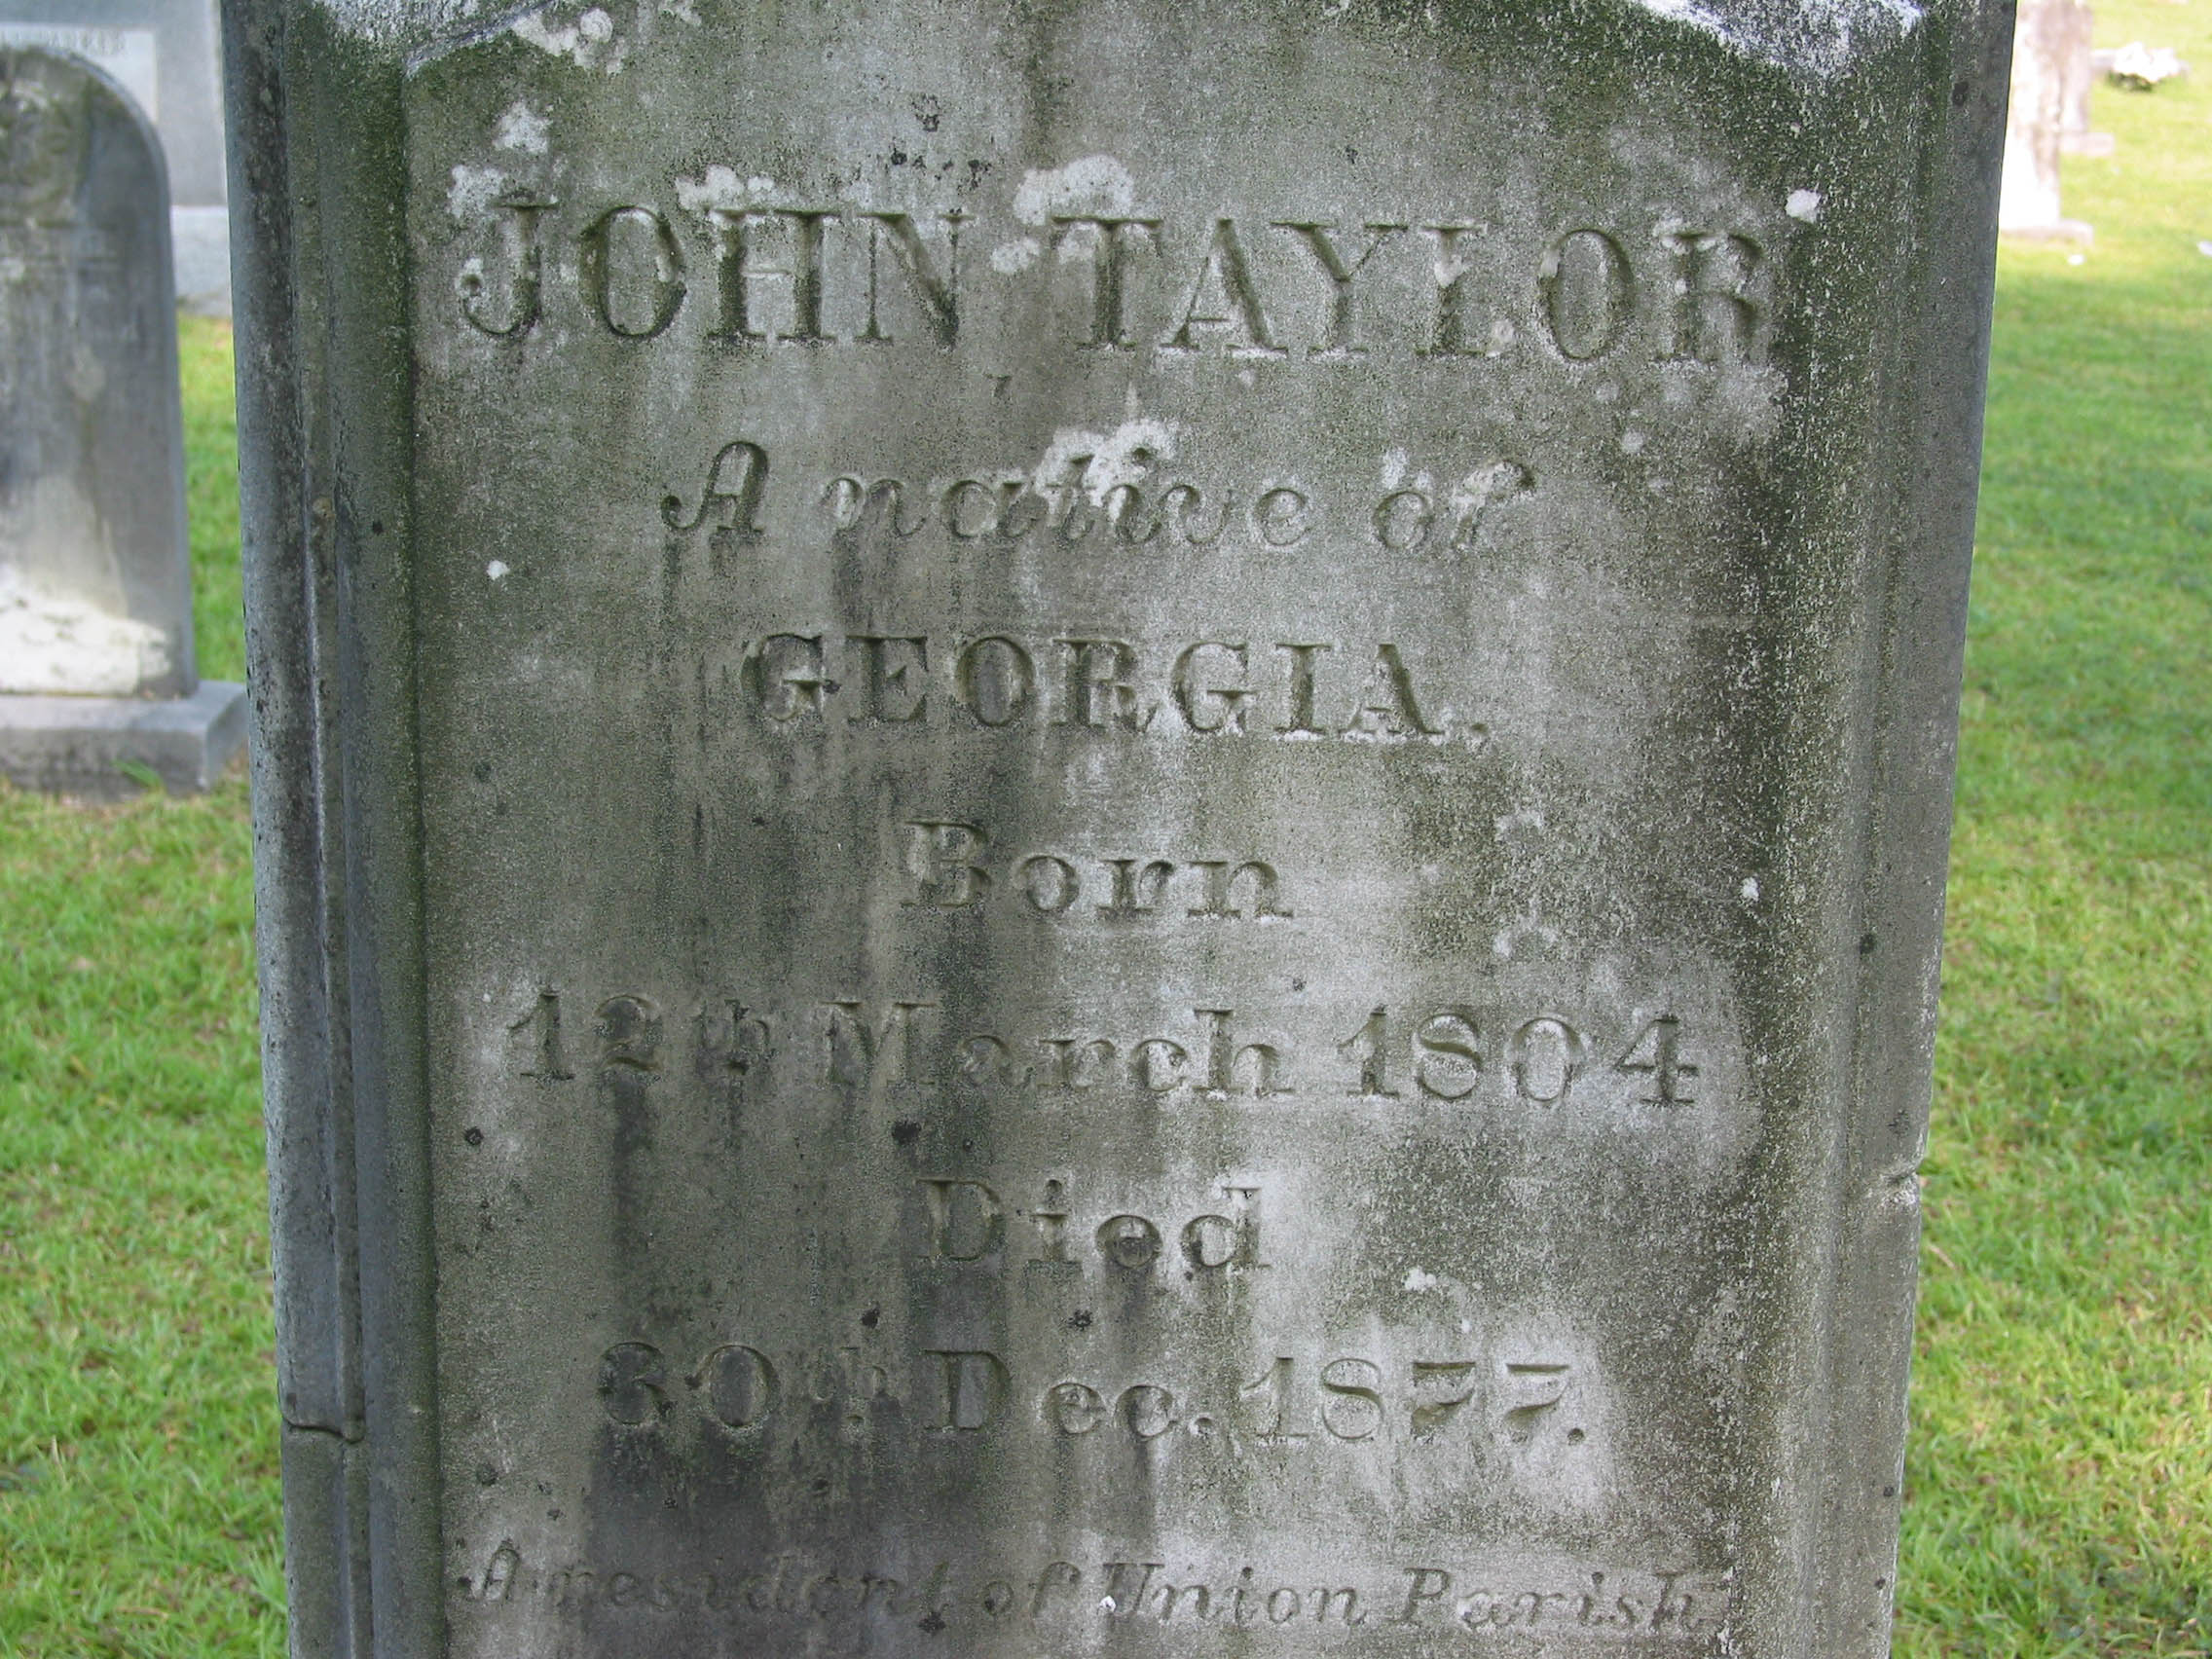 JOHN TAYLOR
A native of
GEORGIA.
Born
12th March 1804
Died
30th Dec. 1877.
A resident of Union Parish